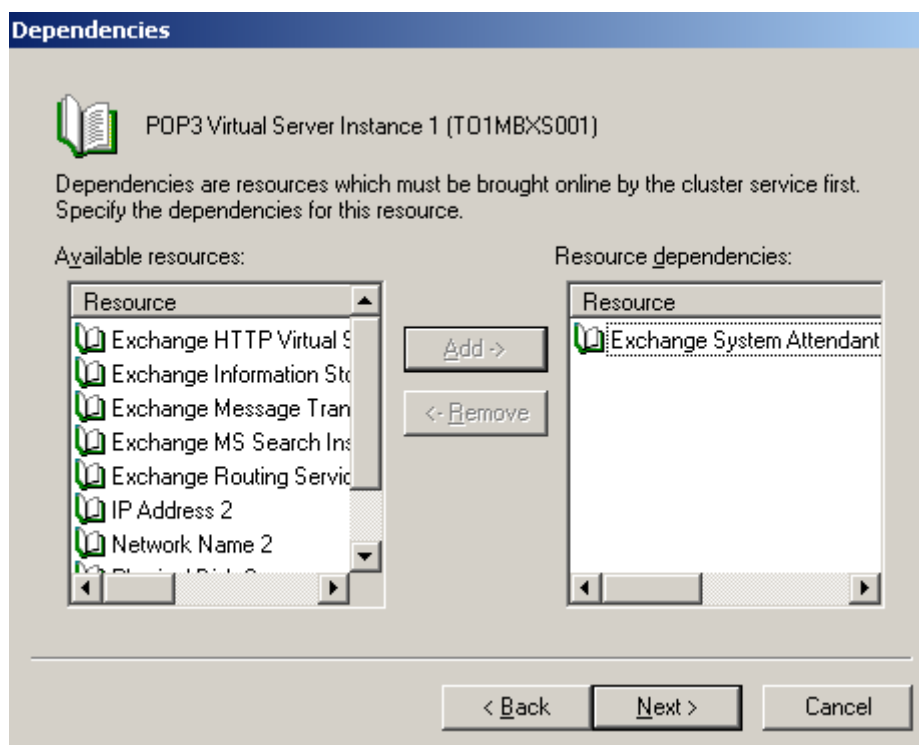 Dependencies
POP3 Virtual Server Instance 1 (TO1MBXS001)
Dependencies are resources which must be brought online by the cluster service first.
Specify the dependencies for this resource.
Available resources:
Resource dependencies:
Resource
Resource
Exchange HTTP Virtual S
Exchange Information Sto
Exchange Message Tran
Exchange MS Search Ins
Exchange Routing Servic
IP Address 2
Network Name 2
Add ->
<- Remove
Exchange System Attendant
< Back
Next >
Cancel